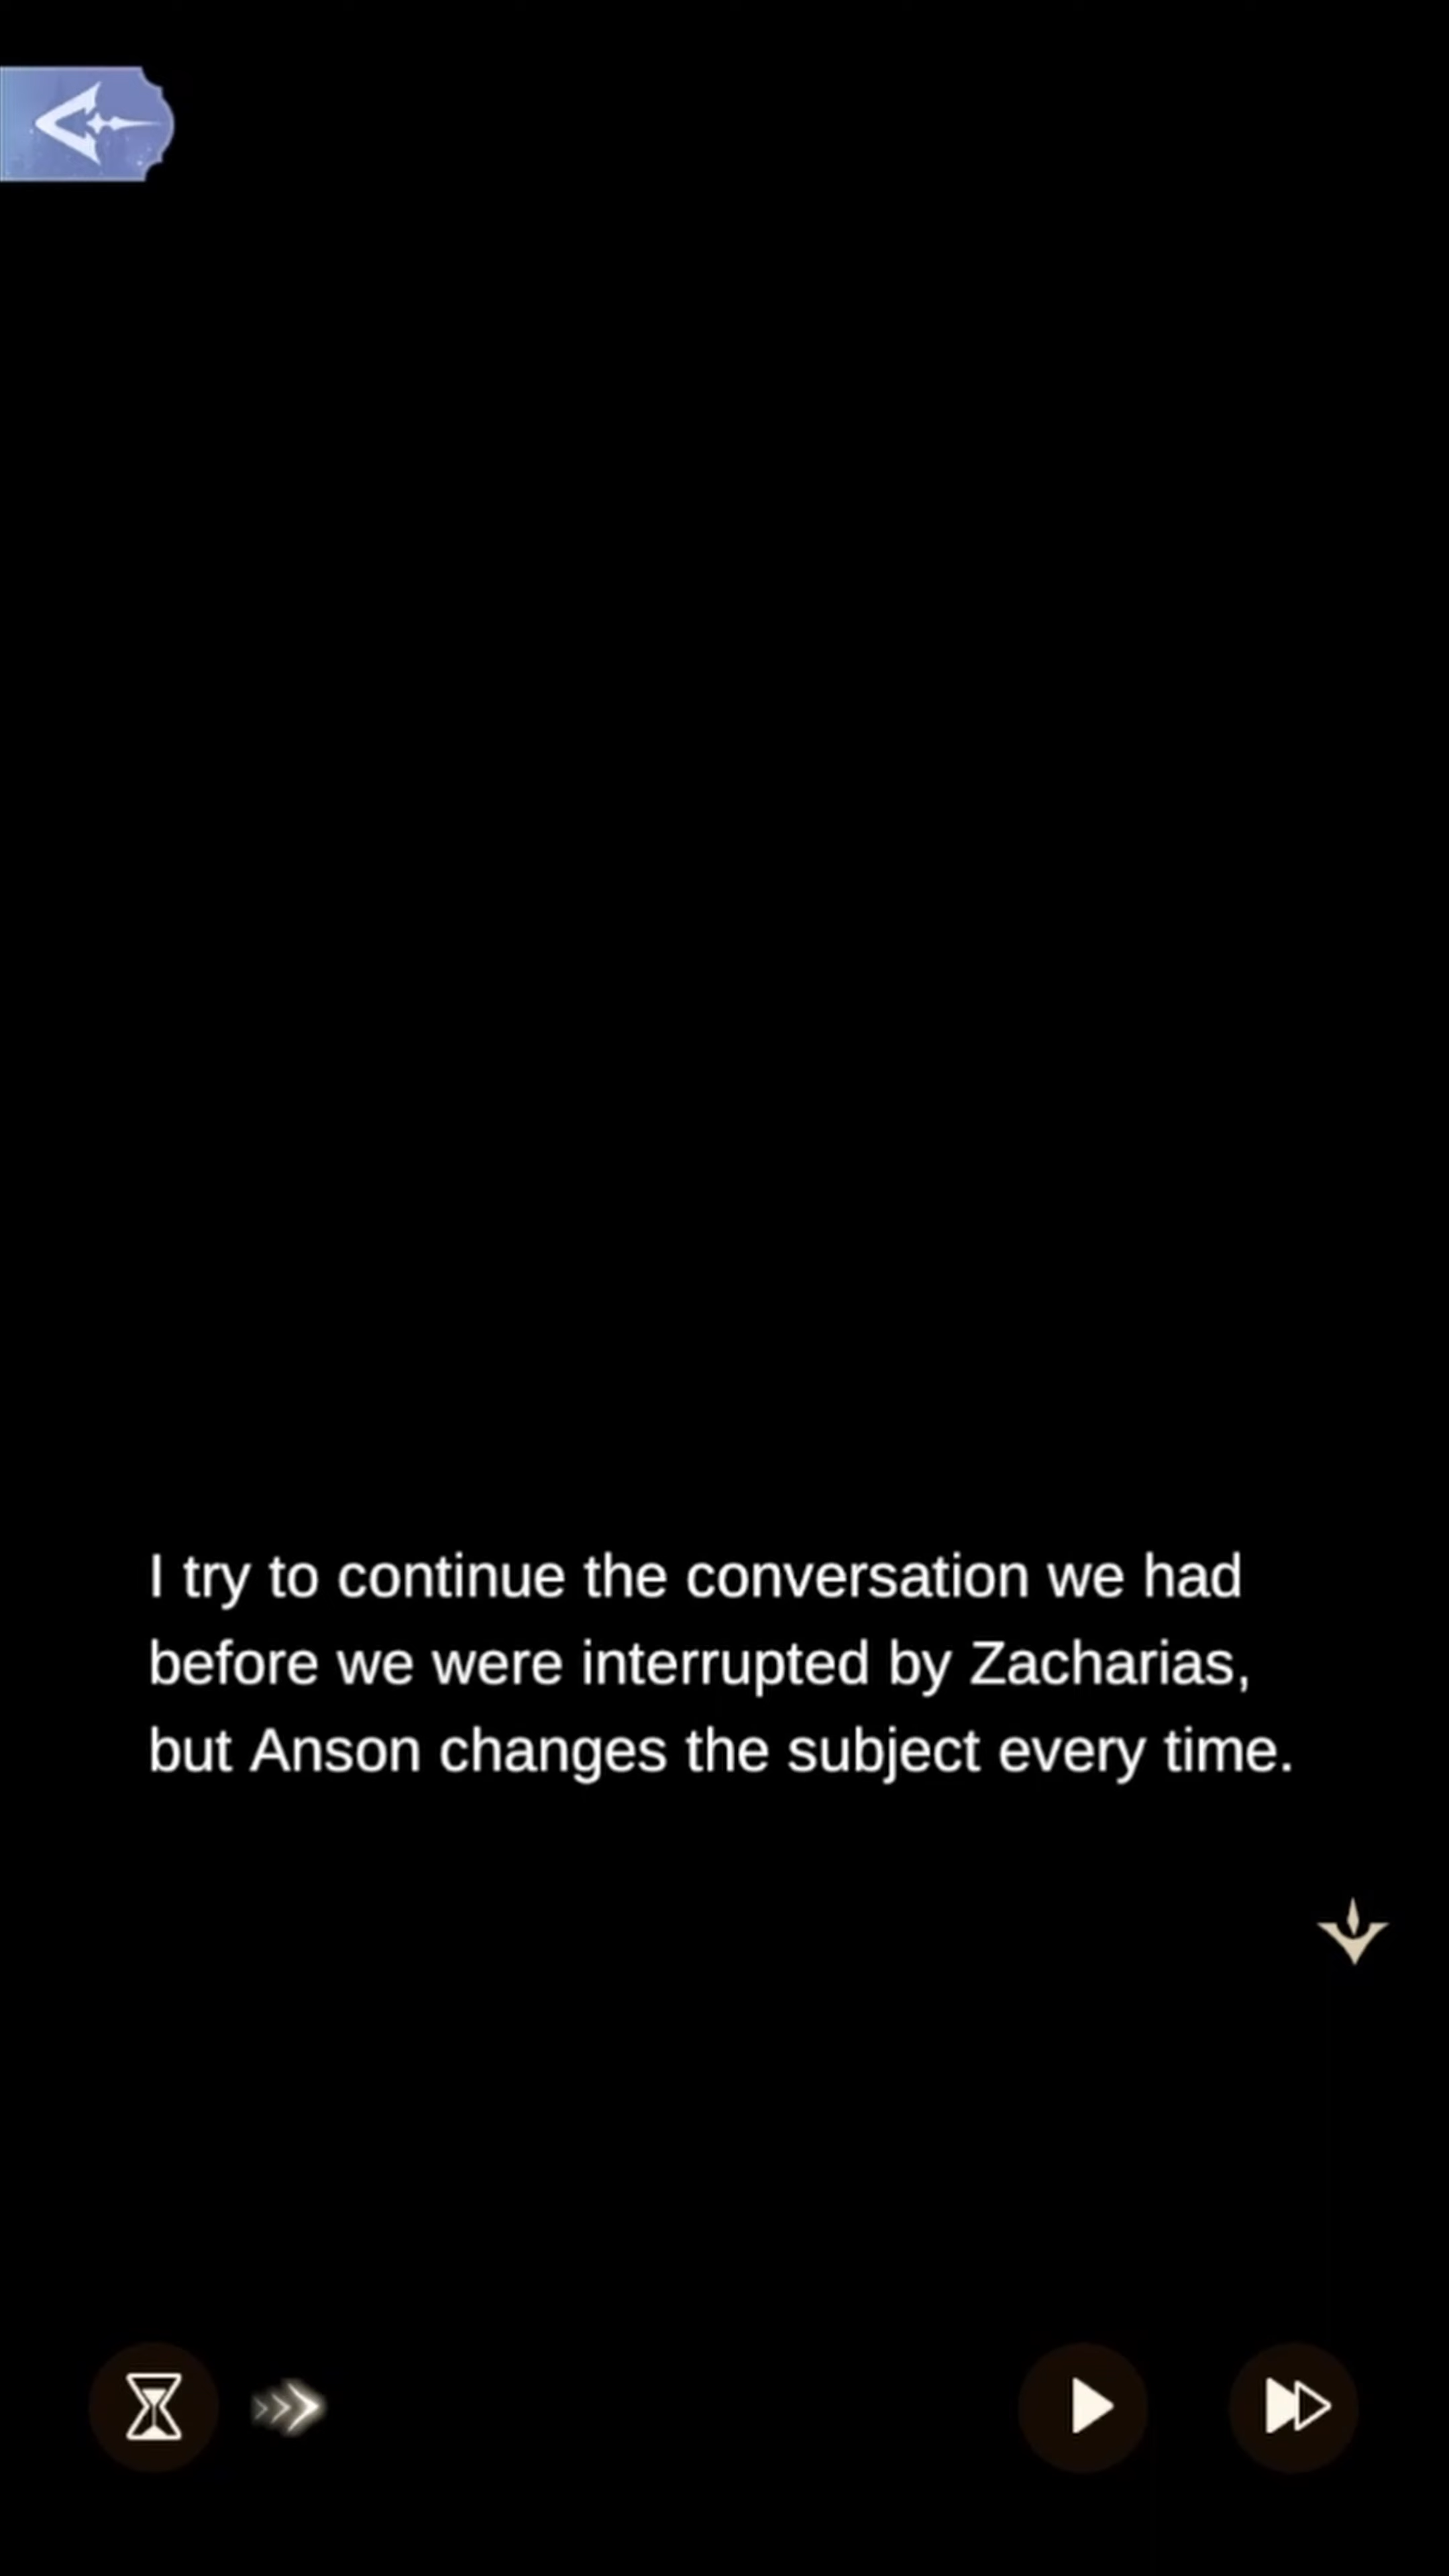 I try to continue the conversation we had
before we were interrupted by Zacharias,
but Anson changes the subject every time.